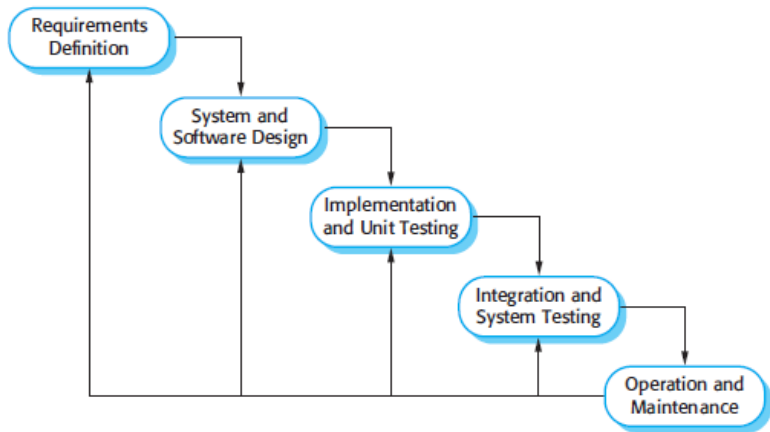 Requirements
Definition
System and
Software Design
Implementation
and Unit Testing
Integration and
System Testing
Operation and
Maintenance